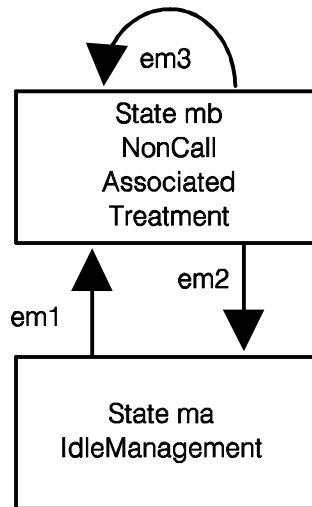 em3
State mb
NonCall
Associated
Treatment
em2
em1
State ma
IdleManagement